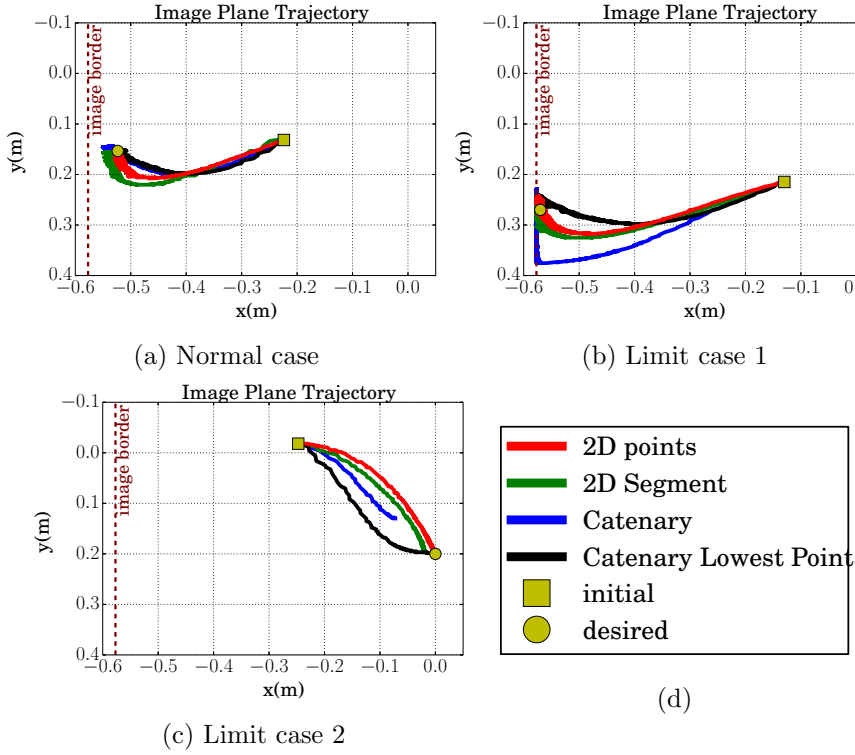 Image Plane Trajectory
−0.1
0.0
0.1
0.2
0.3
0.4
y(m)
image border
−0.6 −0.5 −0.4 −0.3 −0.2 −0.1 0.0
x(m)
(a) Normal case
Image Plane Trajectory
−0.1
0.0
0.1
0.2
0.3
0.4
y(m)
image border
−0.6 −0.5 −0.4 −0.3 −0.2 −0.1
x(m)
(b) Limit case 1
Image Plane Trajectory
−0.1
0.0
0.1
0.2
0.3
0.4
y(m)
image border
−0.6 −0.5 −0.4 −0.3 −0.2 −0.1 0.0
x(m)
(c) Limit case 2
2D points
2D Segment
Catenary
Catenary Lowest Point
initial
desired
(d)